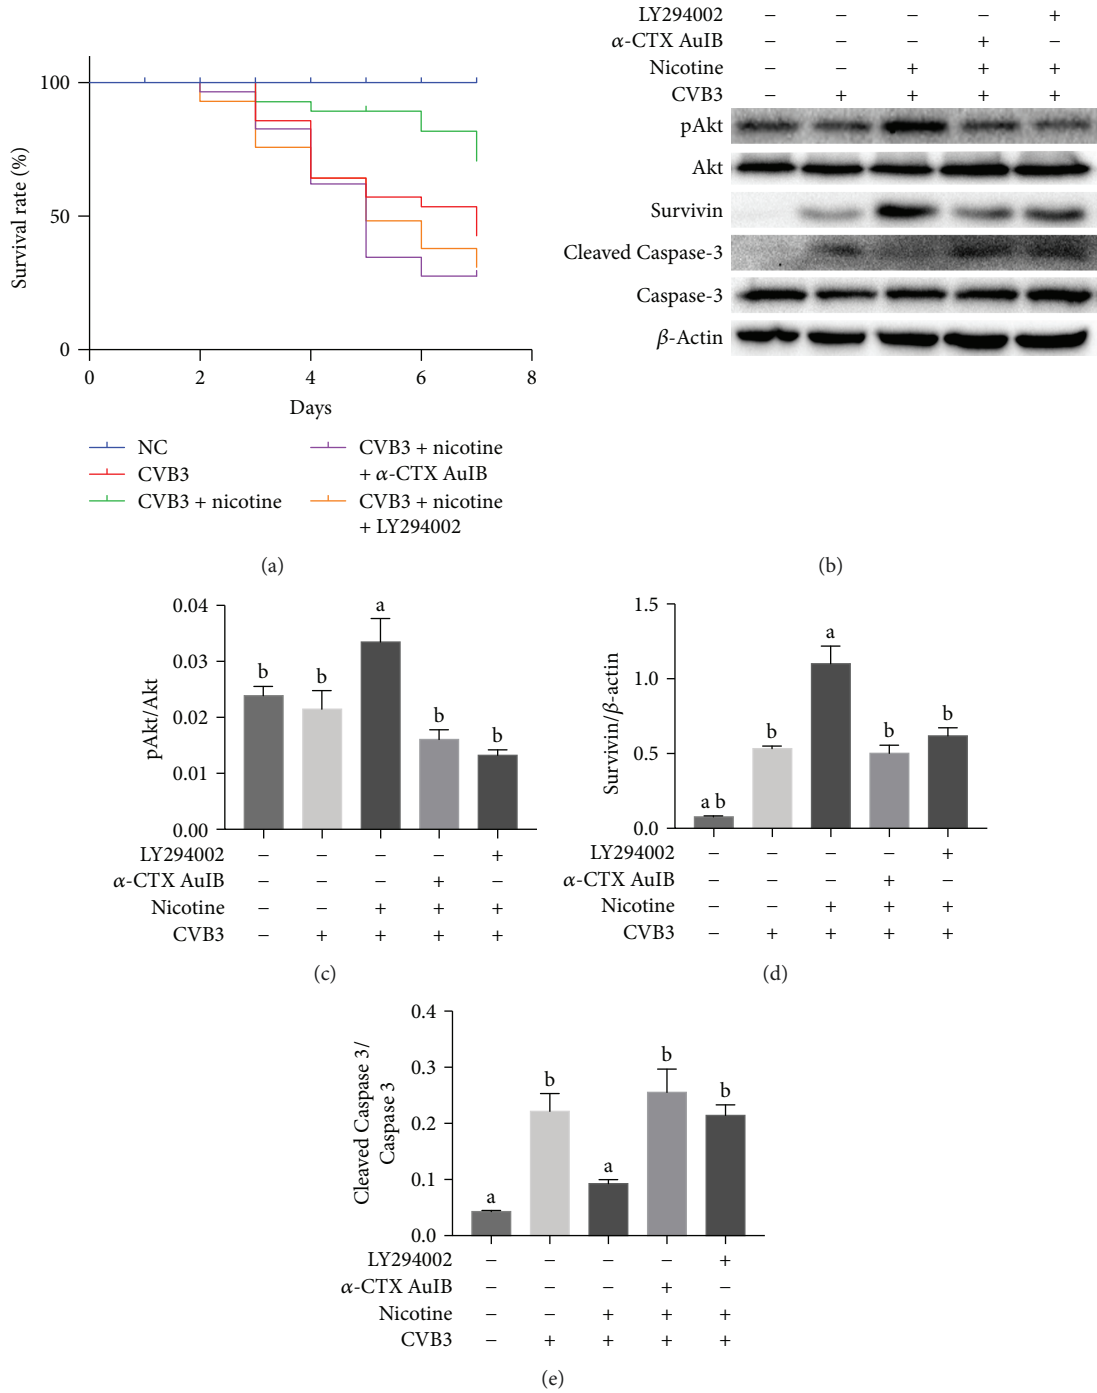 100
50
0
0 2 4 6 8
Survival rate (%)
Days
NC
CVB3
CVB3 + nicotine
CVB3 + nicotine
+ α-CTX AuIB
CVB3 + nicotine
+ LY294002
(a)
LY294002 − − − − +
α-CTX AuIB − − − + −
Nicotine − − + + +
CVB3 − + + + +
pAkt
Akt
Survivin
Cleaved Caspase-3
Caspase-3
β-Actin
(b)
pAkt/Akt
0.04
0.03
0.02
0.01
0.00
b b a b b
LY294002 − − − − +
α-CTX AuIB − − − + −
Nicotine − − + + +
CVB3 − + + + +
(c)
Survivin/β-actin
1.5
1.0
0.5
0.0
a b b a b b
LY294002 − − − − +
α-CTX AuIB − − − + −
Nicotine − − + + +
CVB3 − + + + +
(d)
Cleaved Caspase 3/
Caspase 3
0.4
0.3
0.2
0.1
0.0
a b a b b
LY294002 − − − − +
α-CTX AuIB − − − + −
Nicotine − − + + +
CVB3 − + + + +
(e)